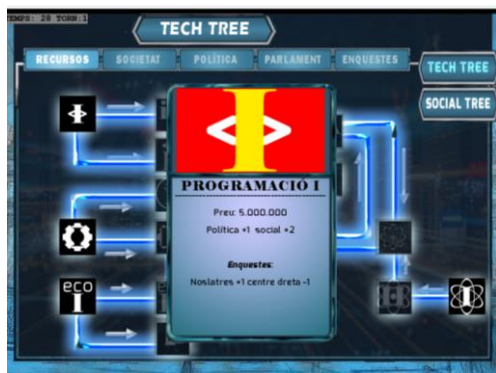 TEMPS: 28 TORN:1
TECH TREE
RECURSOS SOCIETAT POLÍTICA PARLAMENT ENQUESTES
TECH TREE
SOCIAL TREE
I
PROGRAMACIÓ I
Preu: 5.000.000
Política +1 social +2
Enquestes:
Noslatres +1 centre dreta -1
eco
I